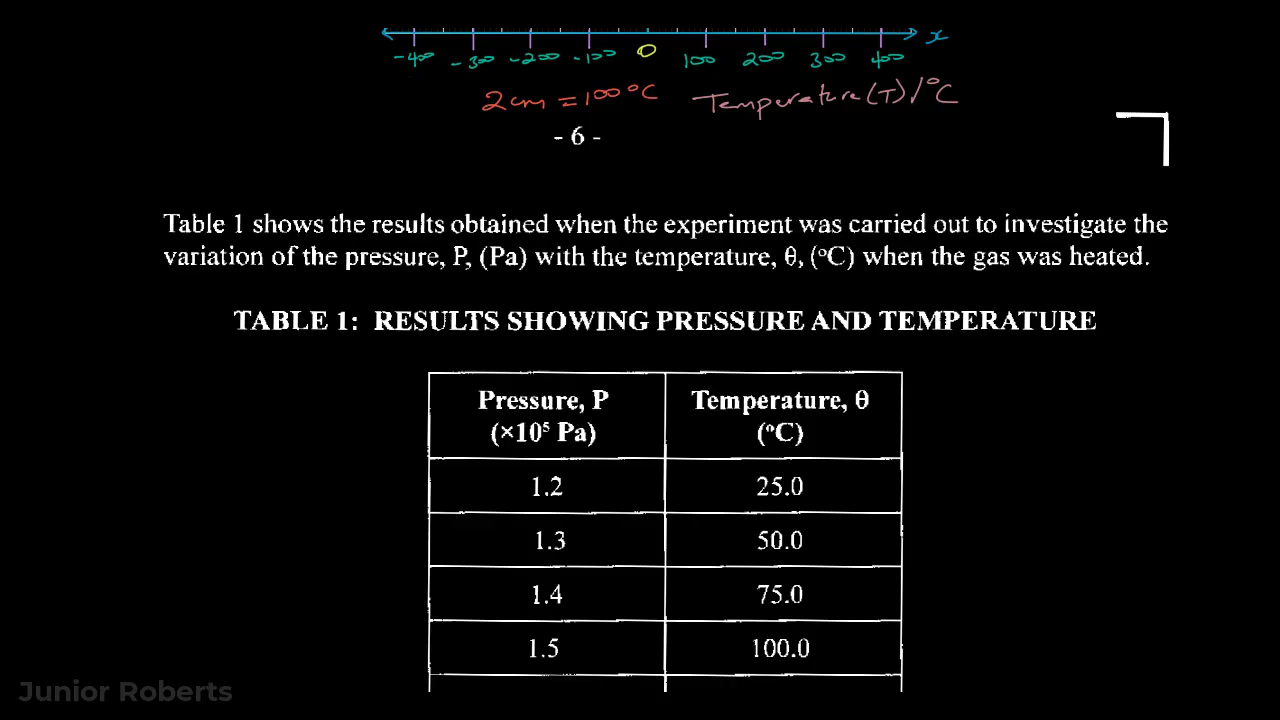 -400 -300 -200 -100 0 100 200 300 400 x
2cm = 100°C Temperature (T) /°C
- 6 -
Table 1 shows the results obtained when the experiment was carried out to investigate the
variation of the pressure, P, (Pa) with the temperature, θ, (°C) when the gas was heated.
TABLE 1: RESULTS SHOWING PRESSURE AND TEMPERATURE
Pressure, P Temperature, θ
(×10⁵ Pa) (°C)
1.2 25.0
1.3 50.0
1.4 75.0
1.5 100.0
Junior Roberts